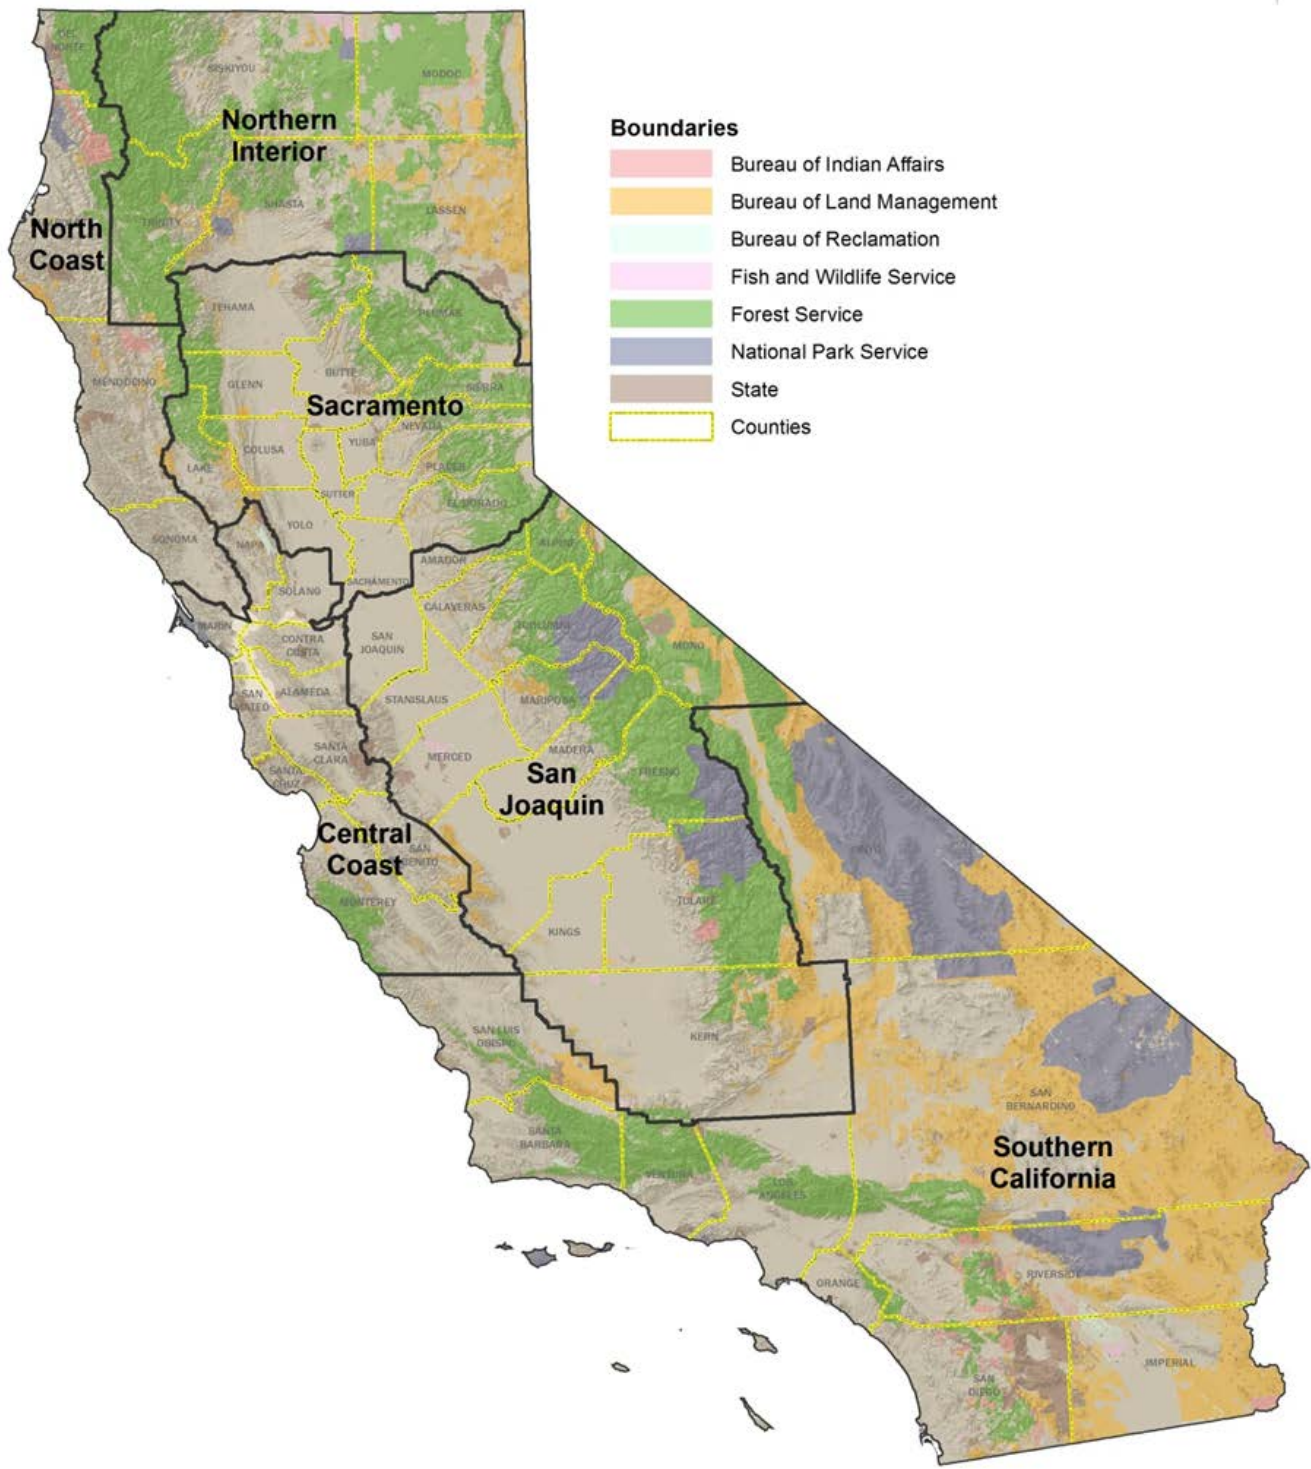 DEL
NORTE
SISKIYOU
MODOC
Northern
Interior
Boundaries
Bureau of Indian Affairs
Bureau of Land Management
Bureau of Reclamation
Fish and Wildlife Service
Forest Service
National Park Service
State
Counties
TRINITY
SHASTA
LASSEN
North
Coast
TEHAMA
PLUMAS
MENDOCINO
GLENN
BUTTE
SIERRA
Sacramento
NEVADA
COLUSA
YUBA
LAKE
PLACER
SUTTER
EL DORADO
YOLO
SONOMA
NAPA
ALPINE
AMADOR
SACRAMENTO
SOLANO
CALAVERAS
MARIN
TUOLUMNE
CONTRA
COSTA
SAN
JOAQUIN
MONO
SAN
MATEO
ALAMEDA
STANISLAUS
MARIPOSA
SANTA
CLARA
MERCED
MADERA
SANTA
CRUZ
FRESNO
San
Joaquin
Central
Coast
SAN
BENITO
INYO
MONTEREY
TULARE
KINGS
SAN LUIS
OBISPO
KERN
SAN
BERNARDINO
SANTA
BARBARA
Southern
California
VENTURA
LOS
ANGELES
ORANGE
RIVERSIDE
SAN
DIEGO
IMPERIAL